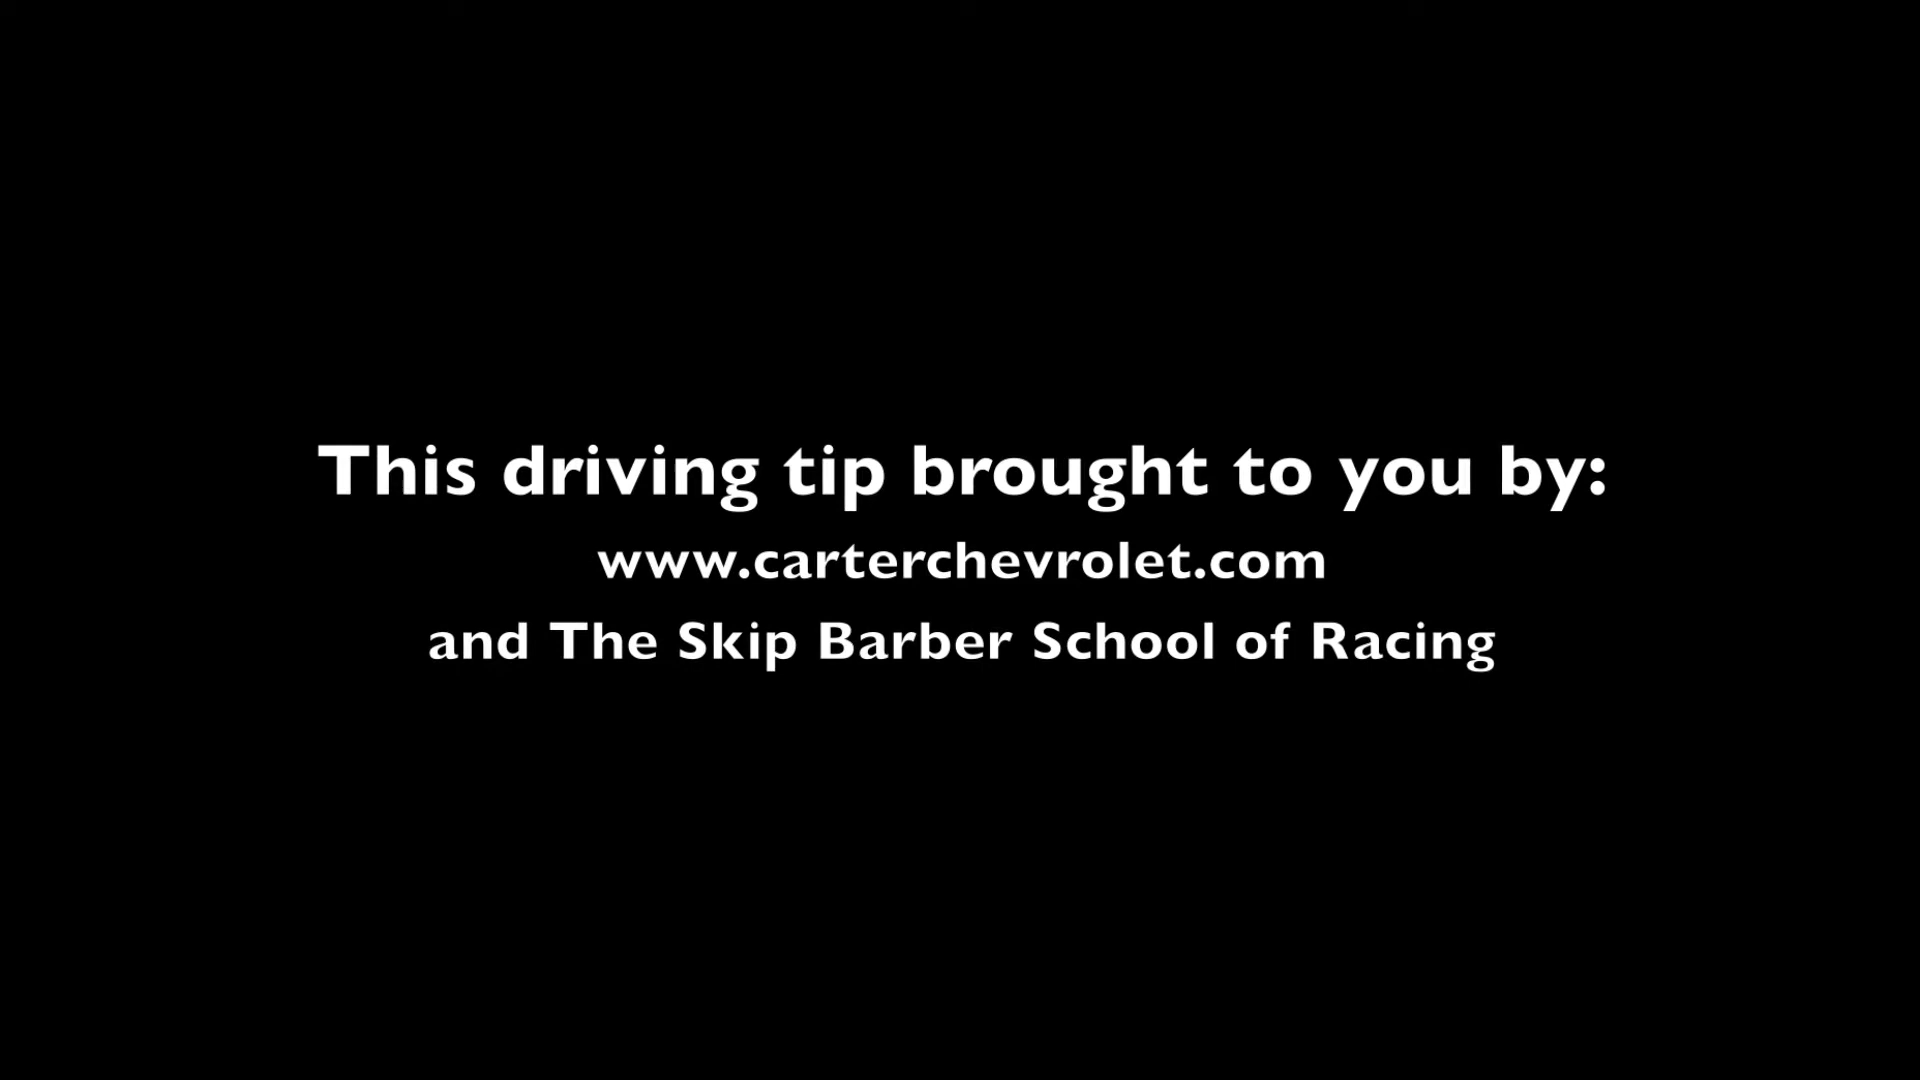 This driving tip brought to you by:
www.carterchevrolet.com
and The Skip Barber School of Racing